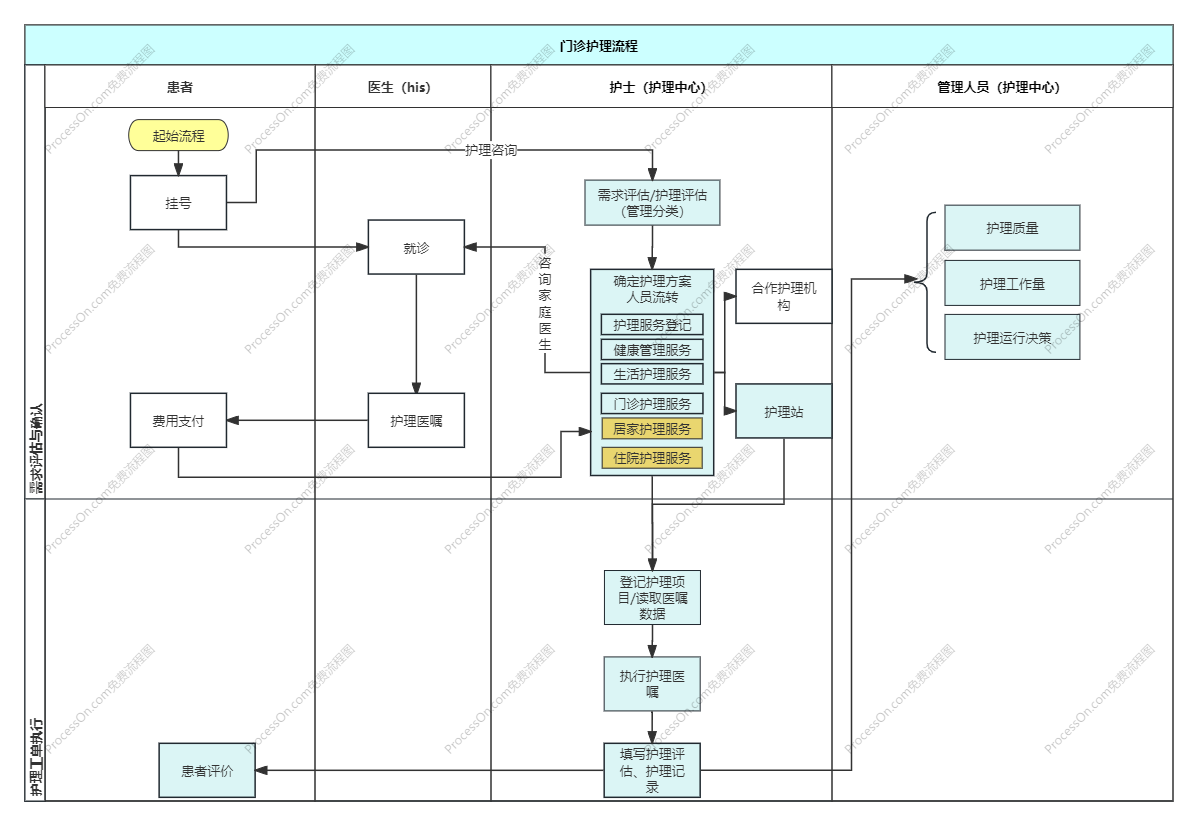 门诊护理流程
患者
医生（his）
护士（护理中心）
管理人员（护理中心）
需求评估与确认
起始流程
挂号
护理咨询
需求评估/护理评估
（管理分类）
就诊
咨询家庭医生
确定护理方案
人员流转
护理服务登记
健康管理服务
生活护理服务
门诊护理服务
居家护理服务
住院护理服务
合作护理机
构
护理站
护理质量
护理工作量
护理运行决策
费用支付
护理医嘱
护理工单执行
登记护理项
目/读取医嘱
数据
执行护理医
嘱
填写护理评
估、护理记
录
患者评价
ProcessOn.com免费流程图